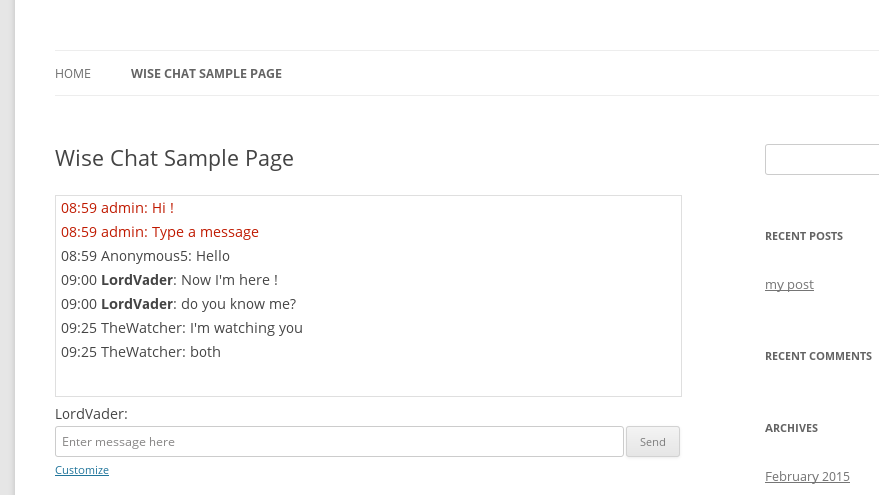 HOME WISE CHAT SAMPLE PAGE
Wise Chat Sample Page
08:59 admin: Hi !
08:59 admin: Type a message
08:59 Anonymous5: Hello
09:00 LordVader: Now I'm here !
09:00 LordVader: do you know me?
09:25 TheWatcher: I'm watching you
09:25 TheWatcher: both
LordVader:
Enter message here Send
Customize
RECENT POSTS
my post
RECENT COMMENTS
ARCHIVES
February 2015